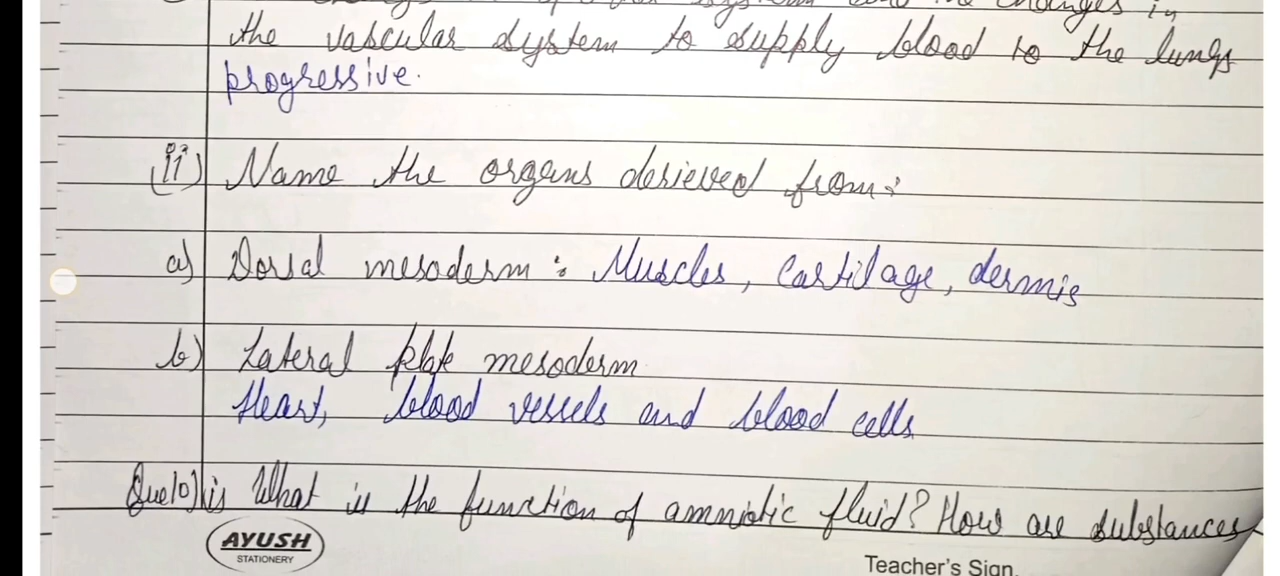 changes in
the vascular system to supply blood to the lungs
progressive.
(ii) Name the organs derieved from:
a) Dorsal mesoderm : Muscles, Cartilage, dermis
b) Lateral plate mesoderm
Heart, blood vessels and blood cells
Que10) i) What is the function of amniotic fluid? How are substances
AYUSH
STATIONERY
Teacher's Sign.